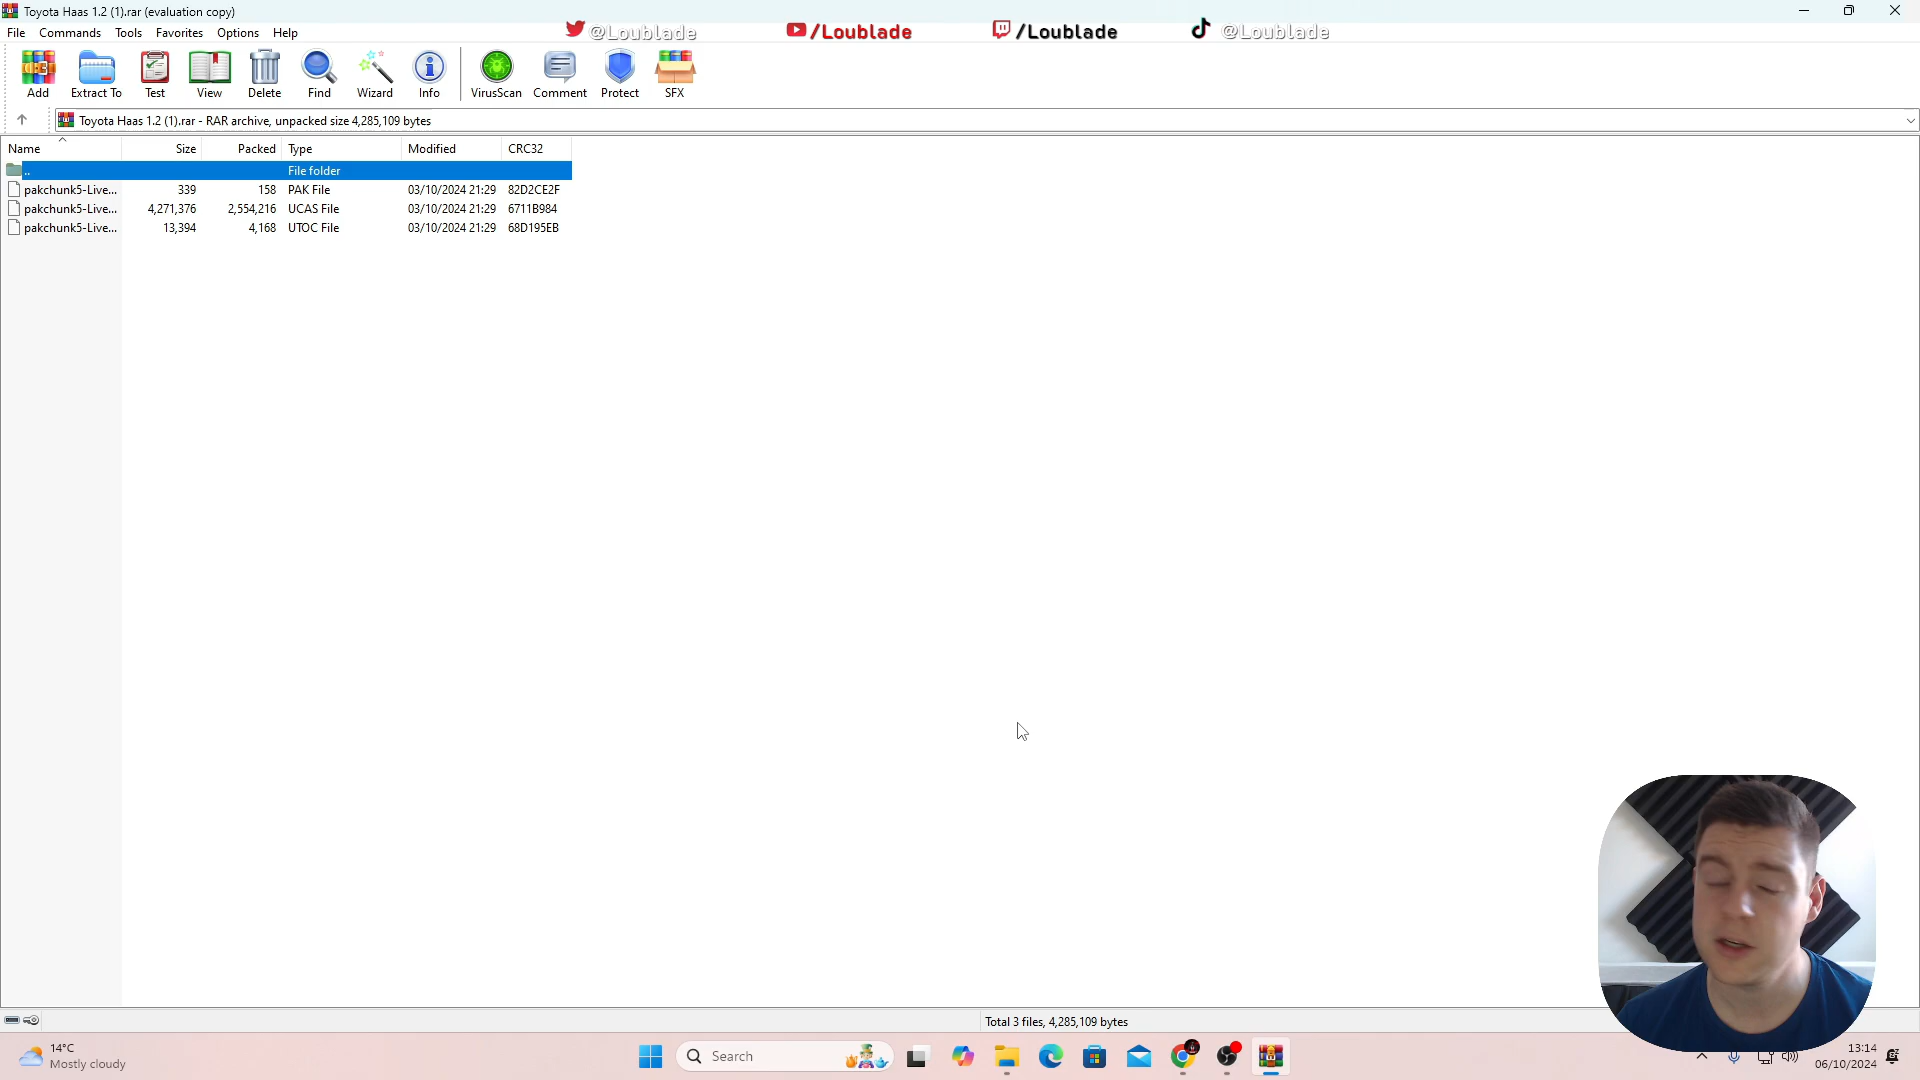 Toyota Haas 1.2 (1).rar (evaluation copy)
File Commands Tools Favorites Options Help
@Loublade /Loublade /Loublade @Loublade
Add Extract To Test View Delete Find Wizard Info VirusScan Comment Protect SFX
Toyota Haas 1.2 (1).rar - RAR archive, unpacked size 4,285,109 bytes
Name Size Packed Type Modified CRC32
.. File folder
pakchunk5-Live... 339 158 PAK File 03/10/2024 21:29 82D2CE2F
pakchunk5-Live... 4,271,376 2,554,216 UCAS File 03/10/2024 21:29 6711B984
pakchunk5-Live... 13,394 4,168 UTOC File 03/10/2024 21:29 68D195EB
Total 3 files, 4,285,109 bytes
14°C
Mostly cloudy
Search
13:14
06/10/2024